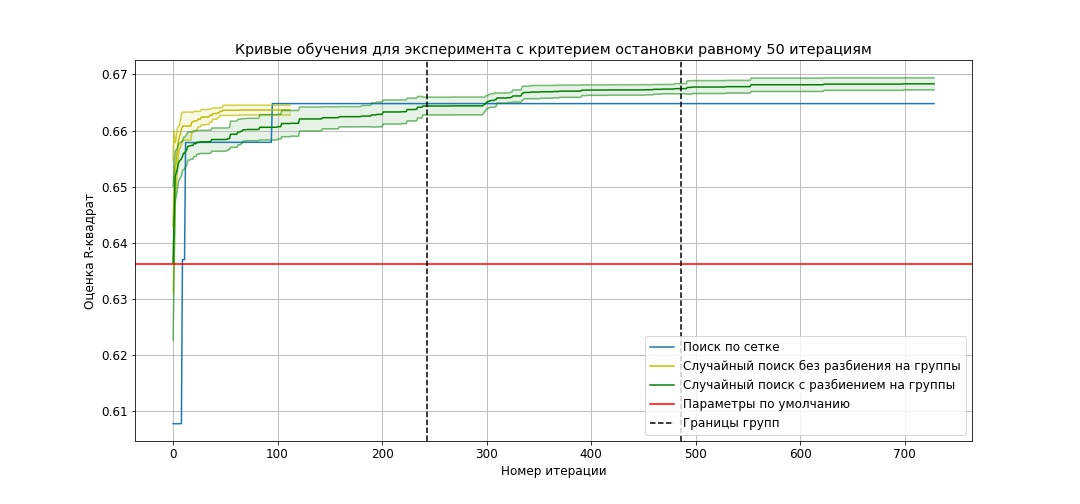 Кривые обучения для эксперимента с критерием остановки равному 50 итерациям
Оценка R-квадрат
0.67
0.66
0.65
0.64
0.63
0.62
0.61
Поиск по сетке
Случайный поиск без разбиения на группы
Случайный поиск с разбиением на группы
Параметры по умолчанию
Границы групп
0 100 200 300 400 500 600 700
Номер итерации